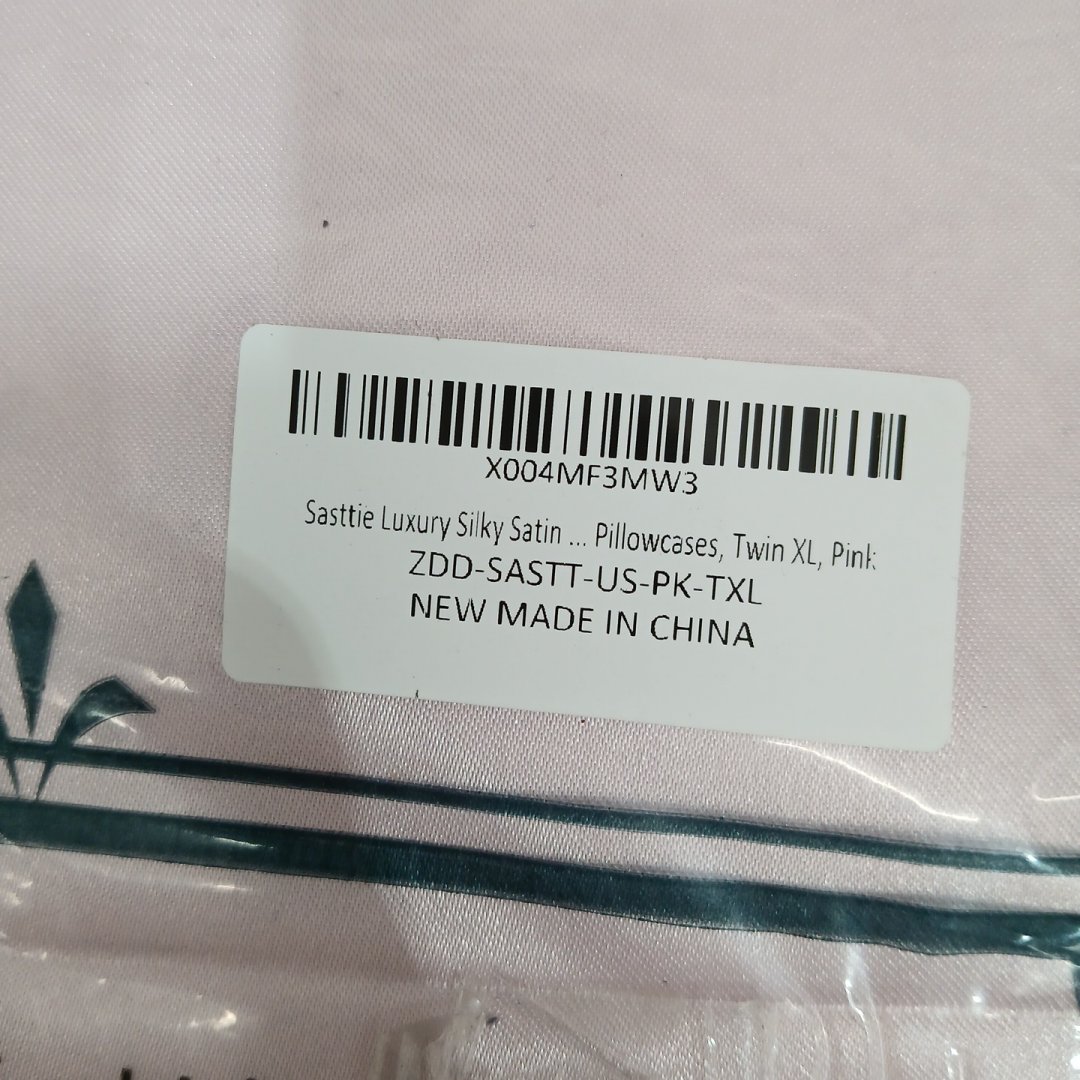 X004MF3MW3
Sasttie Luxury Silky Satin ... Pillowcases, Twin XL, Pink
ZDD-SASTT-US-PK-TXL
NEW MADE IN CHINA